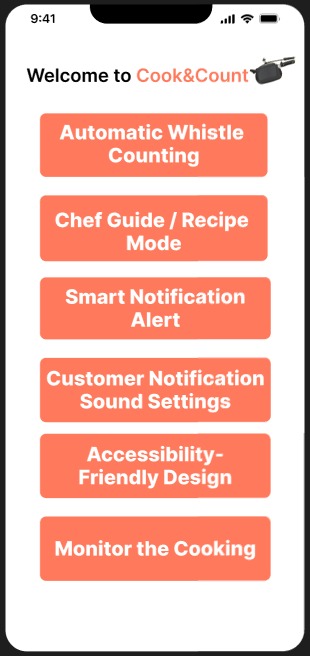 9:41
Welcome to Cook&Count
Automatic Whistle
Counting
Chef Guide / Recipe
Mode
Smart Notification
Alert
Customer Notification
Sound Settings
Accessibility-
Friendly Design
Monitor the Cooking